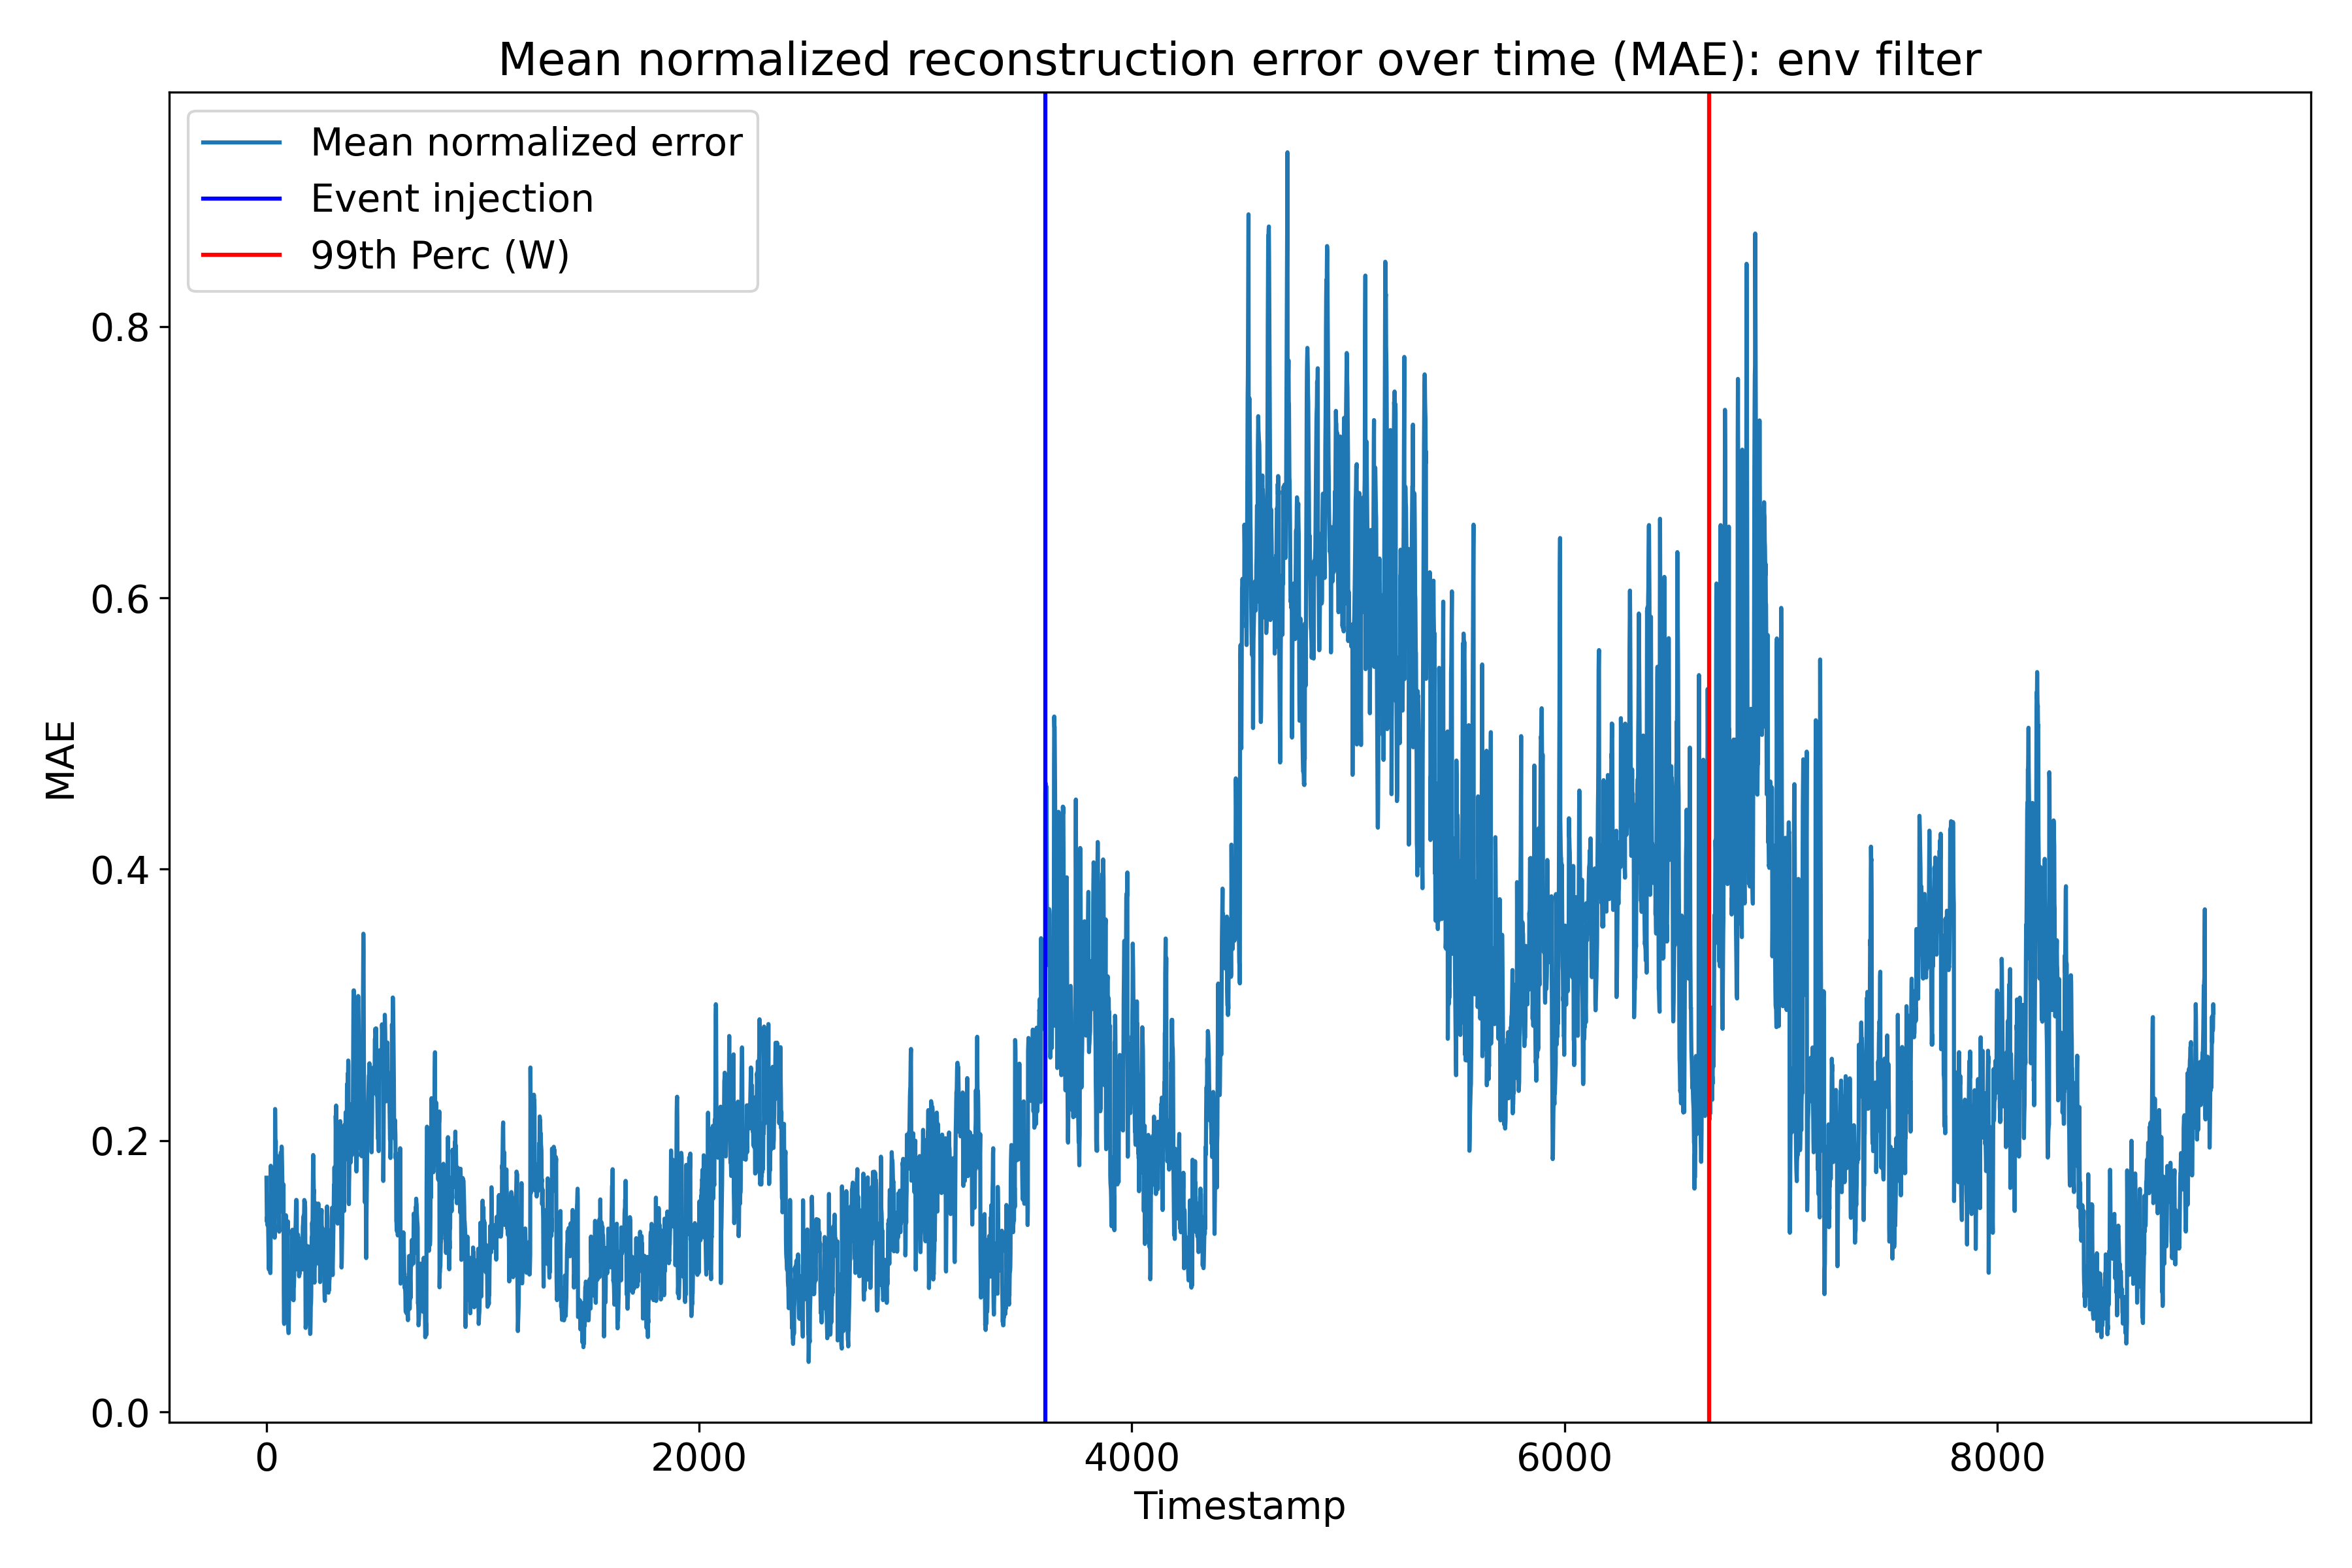 Mean normalized reconstruction error over time (MAE): env filter
Mean normalized error
Event injection
99th Perc (W)
MAE
0.8
0.6
0.4
0.2
0.0
0 2000 4000 6000 8000
Timestamp